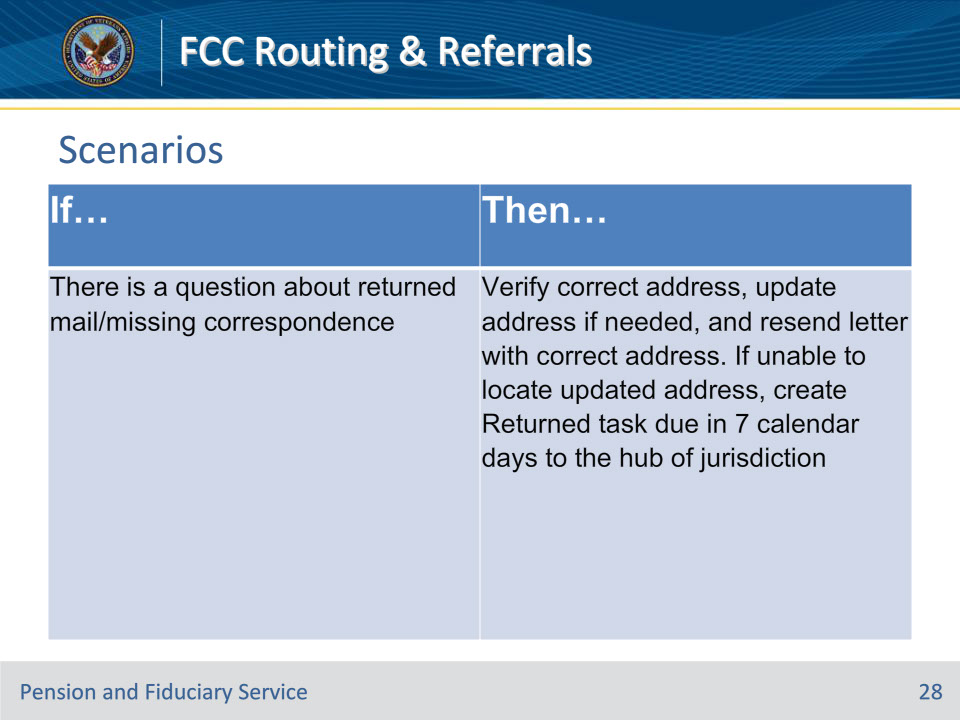 FCC Routing & Referrals
Scenarios
If…
Then…
There is a question about returned
mail/missing correspondence
Verify correct address, update
address if needed, and resend letter
with correct address. If unable to
locate updated address, create
Returned task due in 7 calendar
days to the hub of jurisdiction
Pension and Fiduciary Service
28